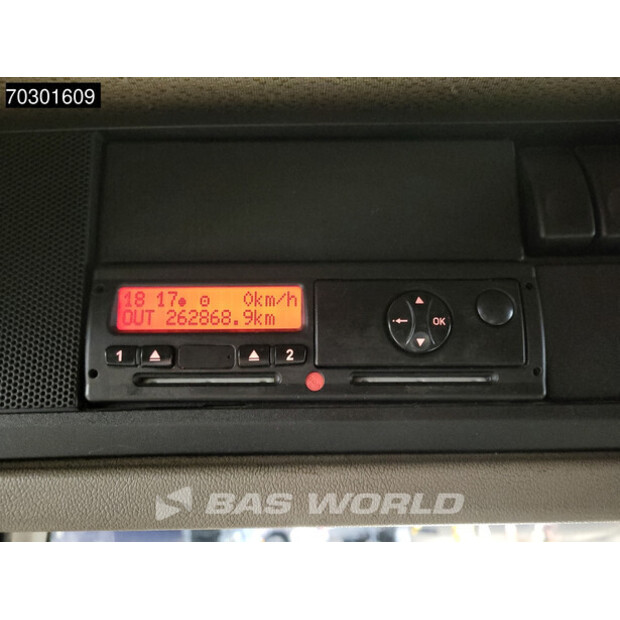 70301609
18 17● ⊙ 0km/h
OUT 262868.9km
1 2
OK
BAS WORLD